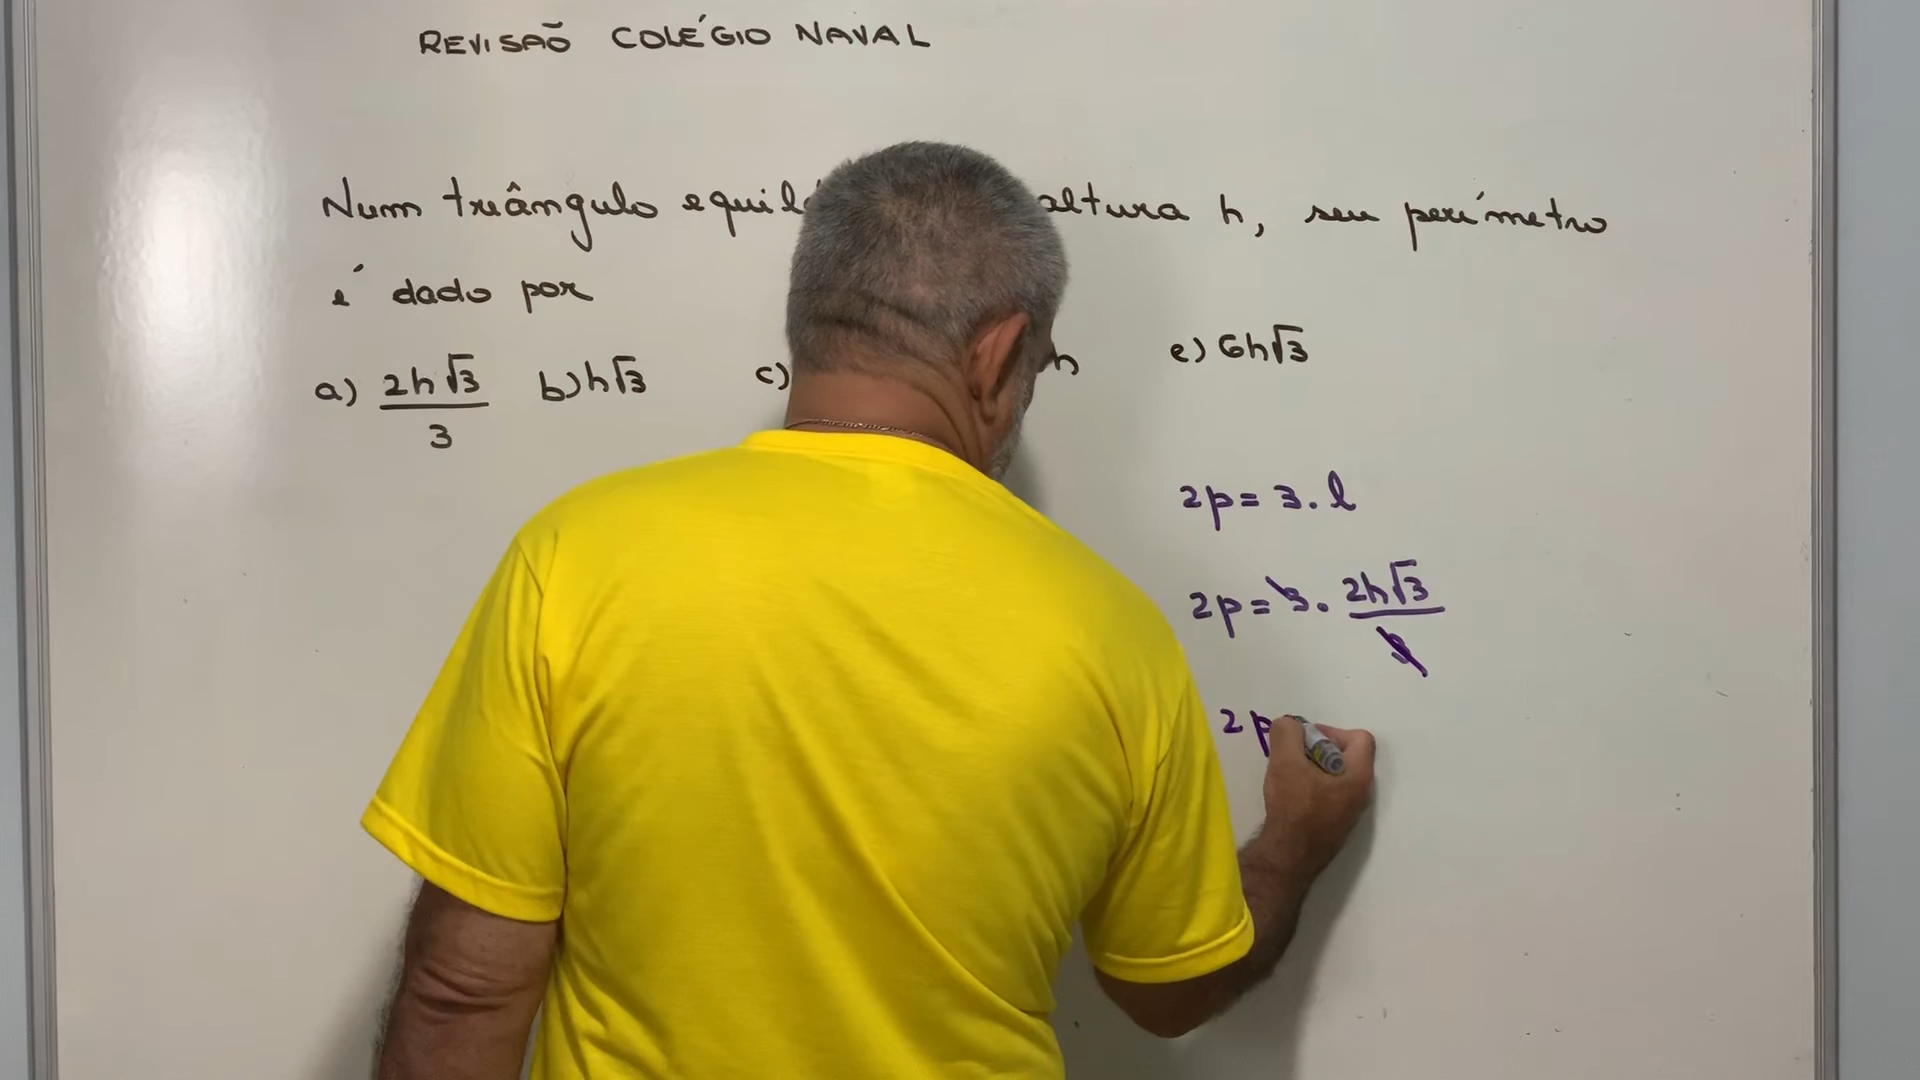 REVISÃO COLÉGIO NAVAL
Num triângulo altura h, seu perímetro
é dado por
a) 2h√3/3 b) h√3 c) h e) 6h√3
2p = 3 . l
2p = 3 . 2h√3/3
2p